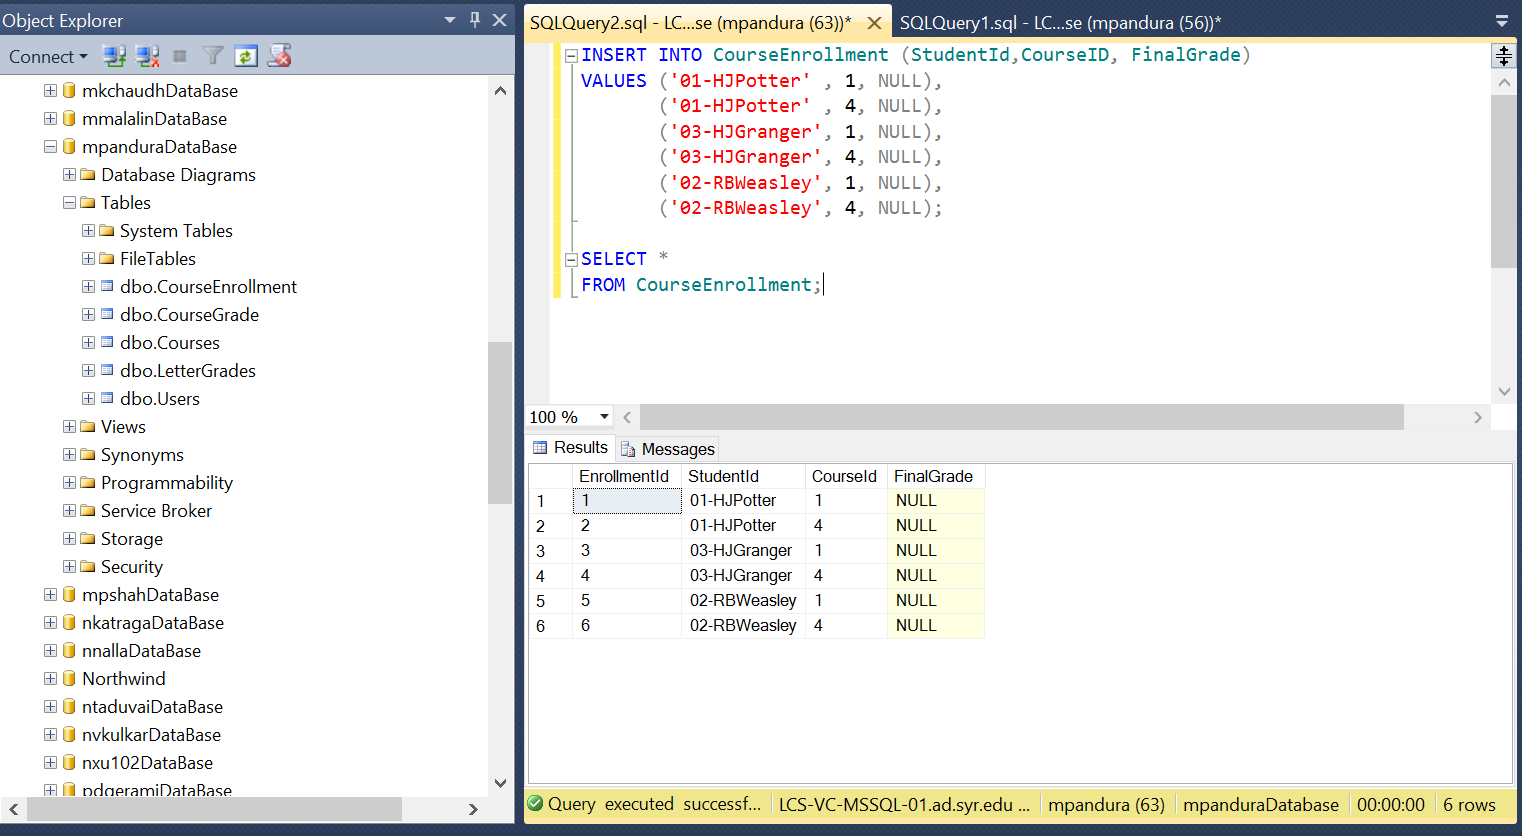 Object Explorer
Connect
mkchaudhDataBase
mmalalinDataBase
mpanduraDataBase
Database Diagrams
Tables
System Tables
FileTables
dbo.CourseEnrollment
dbo.CourseGrade
dbo.Courses
dbo.LetterGrades
dbo.Users
Views
Synonyms
Programmability
Service Broker
Storage
Security
mpshahDataBase
nkatragaDataBase
nnallaDataBase
Northwind
ntaduvaiDataBase
nvkulkarDataBase
nxu102DataBase
pdgeramiDataBase
SQLQuery2.sql - LC...se (mpandura (63))* SQLQuery1.sql - LC...se (mpandura (56))*
INSERT INTO CourseEnrollment (StudentId,CourseID, FinalGrade)
VALUES ('01-HJPotter' , 1, NULL),
('01-HJPotter' , 4, NULL),
('03-HJGranger', 1, NULL),
('03-HJGranger', 4, NULL),
('02-RBWeasley', 1, NULL),
('02-RBWeasley', 4, NULL);
SELECT *
FROM CourseEnrollment;
100 %
Results Messages
EnrollmentId StudentId CourseId FinalGrade
1 1 01-HJPotter 1 NULL
2 2 01-HJPotter 4 NULL
3 3 03-HJGranger 1 NULL
4 4 03-HJGranger 4 NULL
5 5 02-RBWeasley 1 NULL
6 6 02-RBWeasley 4 NULL
Query executed successf... LCS-VC-MSSQL-01.ad.syr.edu ... mpandura (63) mpanduraDatabase 00:00:00 6 rows